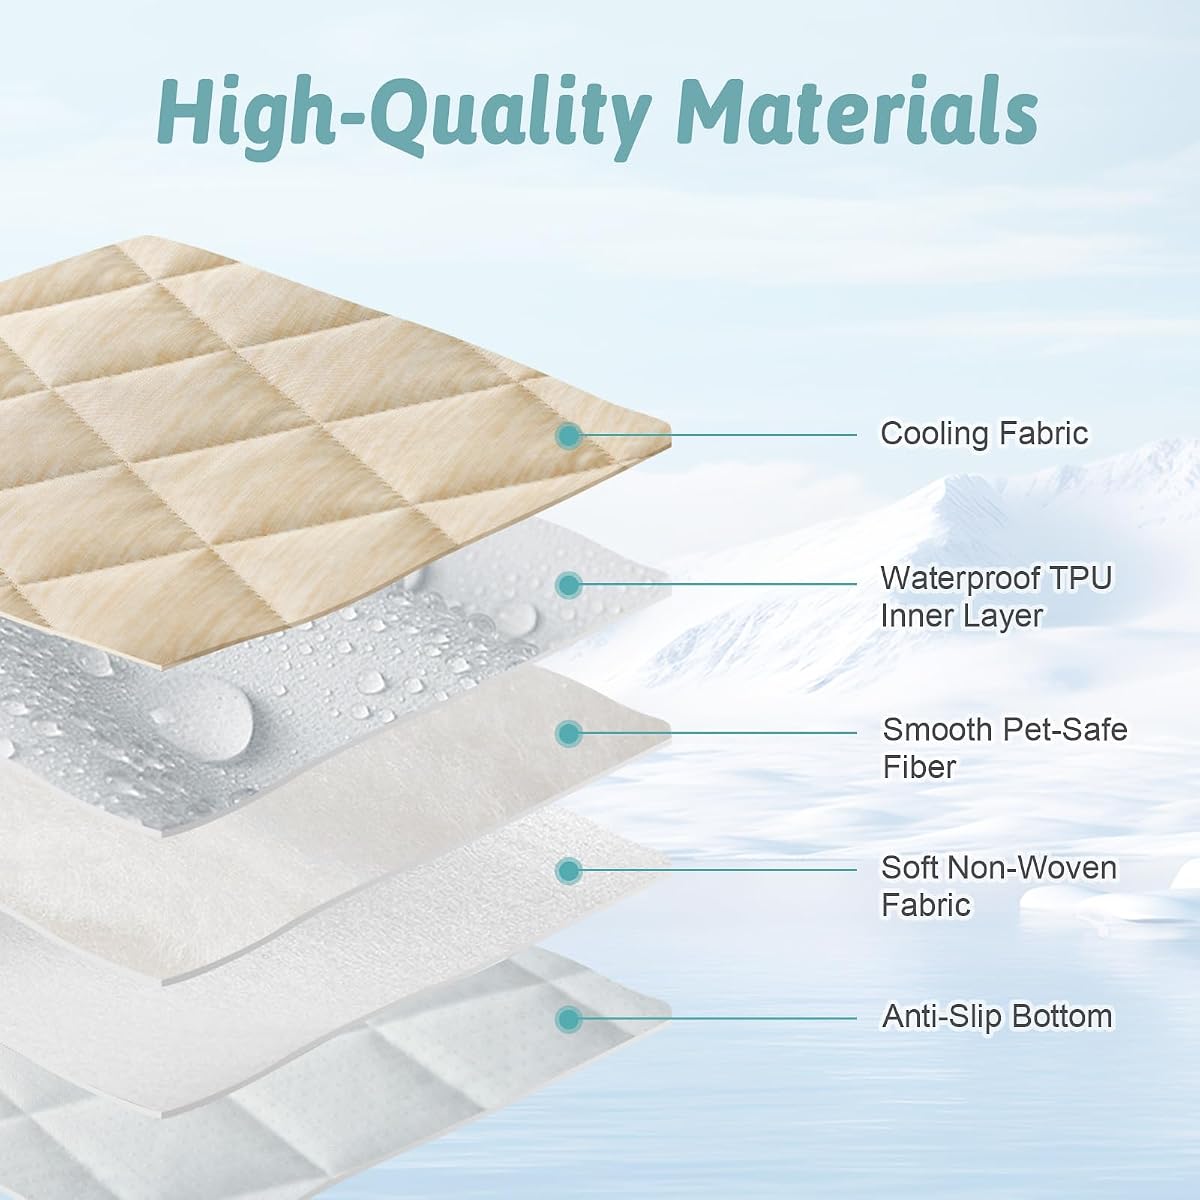 High-Quality Materials
Cooling Fabric
Waterproof TPU
Inner Layer
Smooth Pet-Safe
Fiber
Soft Non-Woven
Fabric
Anti-Slip Bottom